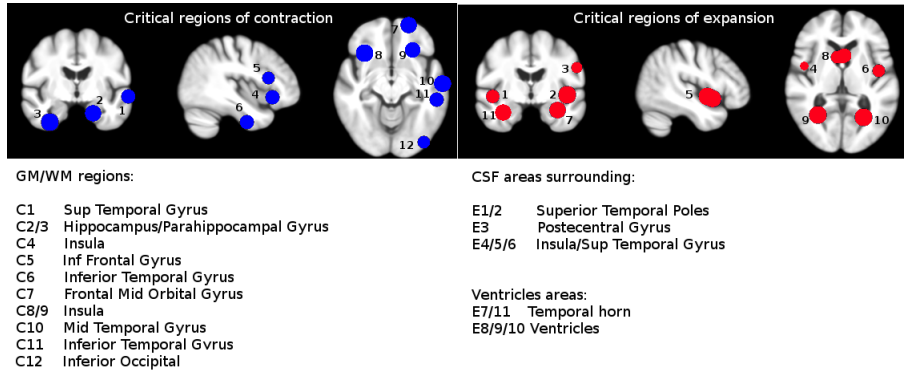 Critical regions of contraction
7
5
9
8
3
2
1
4
6
10
11
12
GM/WM regions:
C1 Sup Temporal Gyrus
C2/3 Hippocampus/Parahippocampal Gyrus
C4 Insula
C5 Inf Frontal Gyrus
C6 Inferior Temporal Gyrus
C7 Frontal Mid Orbital Gyrus
C8/9 Insula
C10 Mid Temporal Gyrus
C11 Inferior Temporal Gyrus
C12 Inferior Occipital
Critical regions of expansion
3
1
2
11
7
5
8
4
6
9
10
CSF areas surrounding:
E1/2 Superior Temporal Poles
E3 Postecentral Gyrus
E4/5/6 Insula/Sup Temporal Gyrus
Ventricles areas:
E7/11 Temporal horn
E8/9/10 Ventricles